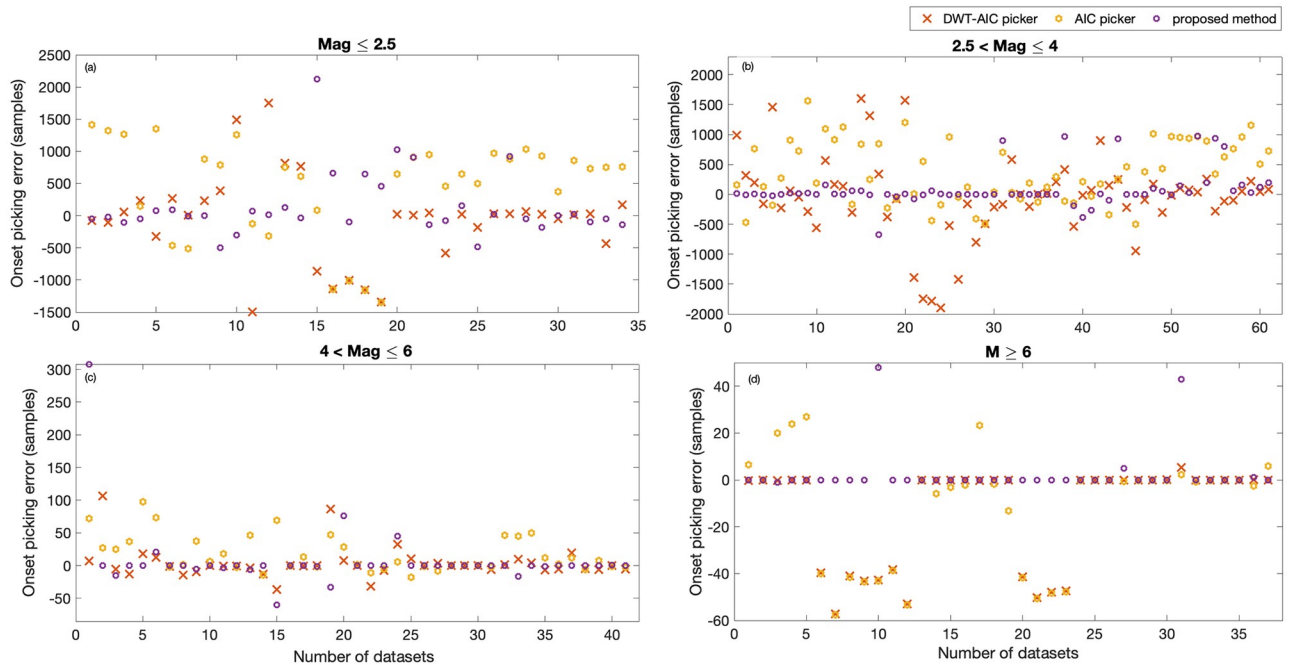 DWT-AIC picker AIC picker proposed method
Mag ≤ 2.5
(a)
Onset picking error (samples)
2500
2000
1500
1000
500
0
-500
-1000
-1500
0 5 10 15 20 25 30 35
2.5 < Mag ≤ 4
(b)
Onset picking error (samples)
2000
1500
1000
500
0
-500
-1000
-1500
-2000
0 10 20 30 40 50 60
4 < Mag ≤ 6
(c)
Onset picking error (samples)
300
250
200
150
100
50
0
-50
0 5 10 15 20 25 30 35 40
Number of datasets
M ≥ 6
(d)
Onset picking error (samples)
40
20
0
-20
-40
-60
0 5 10 15 20 25 30 35
Number of datasets